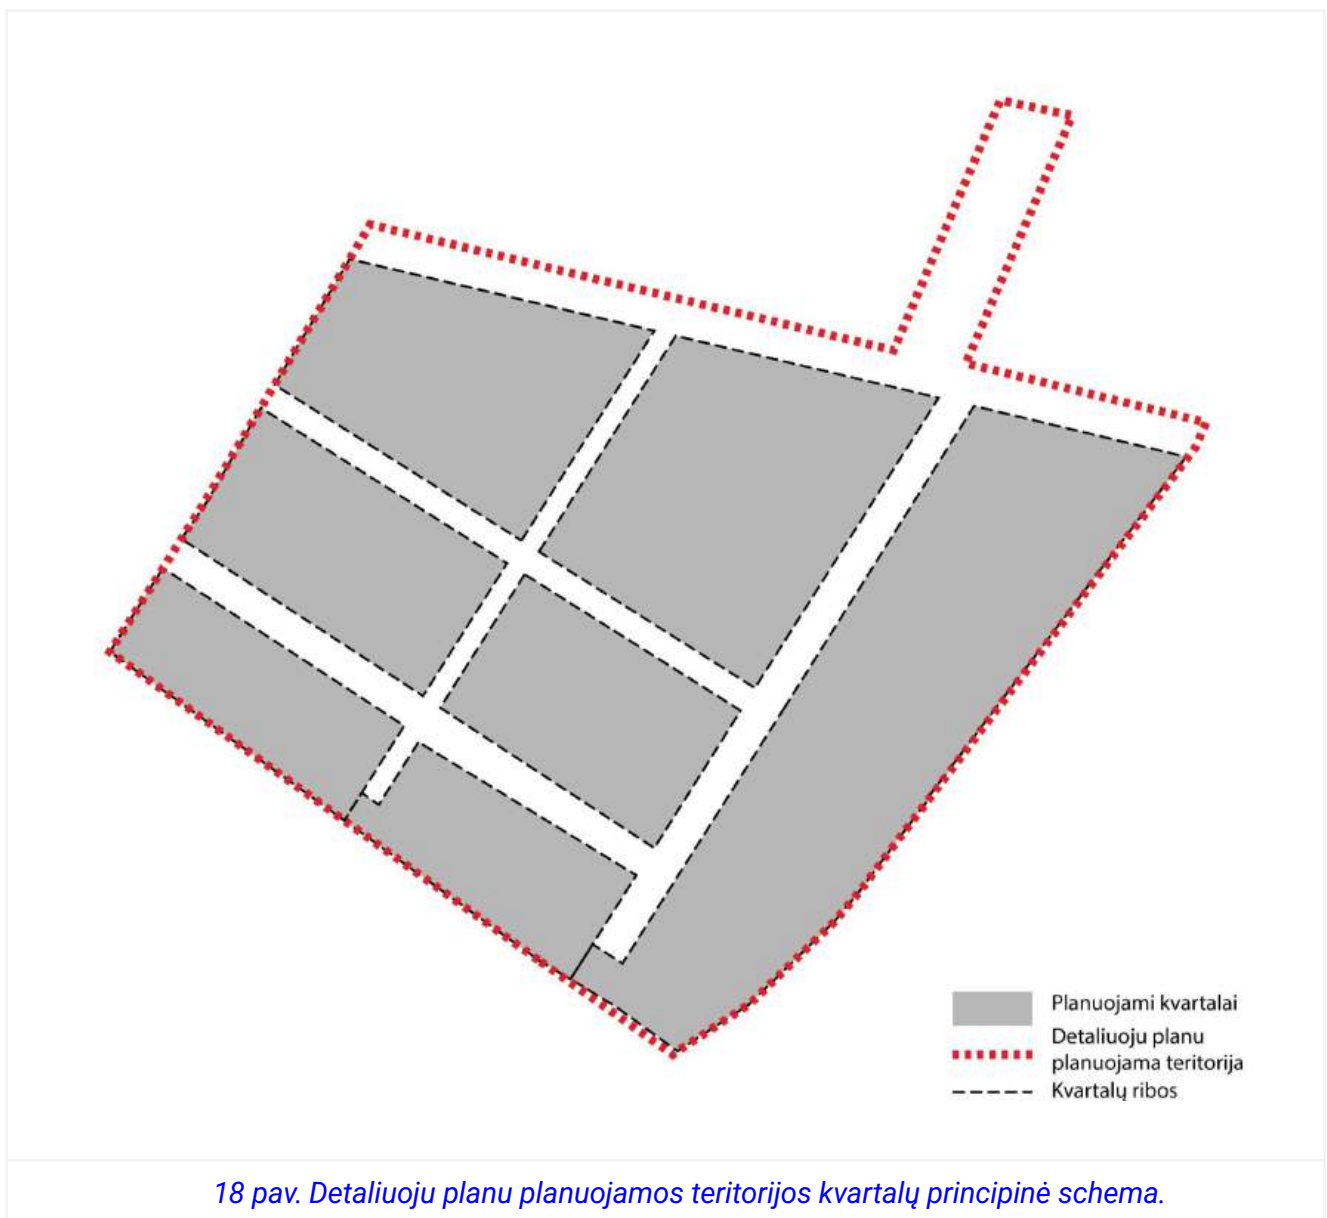 Planuojami kvartalai
Detaliuoju planu
planuojama teritorija
Kvartalų ribos
18 pav. Detaliuoju planu planuojamos teritorijos kvartalų principinė schema.